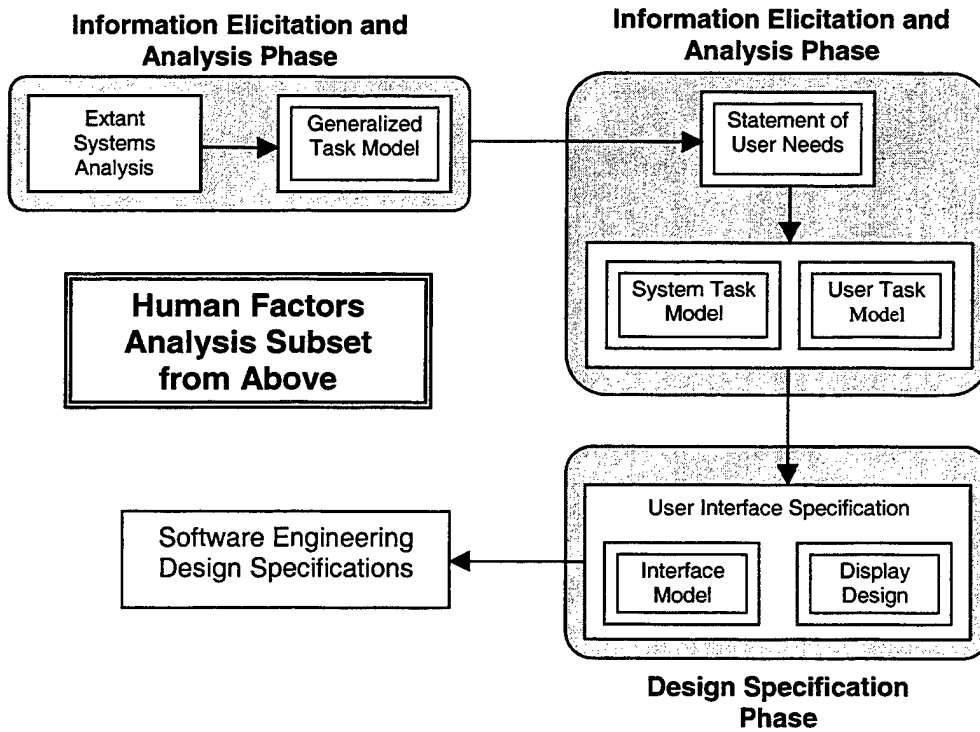 Information Elicitation and
Analysis Phase
Extant
Systems
Analysis
Generalized
Task Model
Information Elicitation and
Analysis Phase
Statement of
User Needs
System Task
Model
User Task
Model
Human Factors
Analysis Subset
from Above
User Interface Specification
Interface
Model
Display
Design
Software Engineering
Design Specifications
Design Specification
Phase